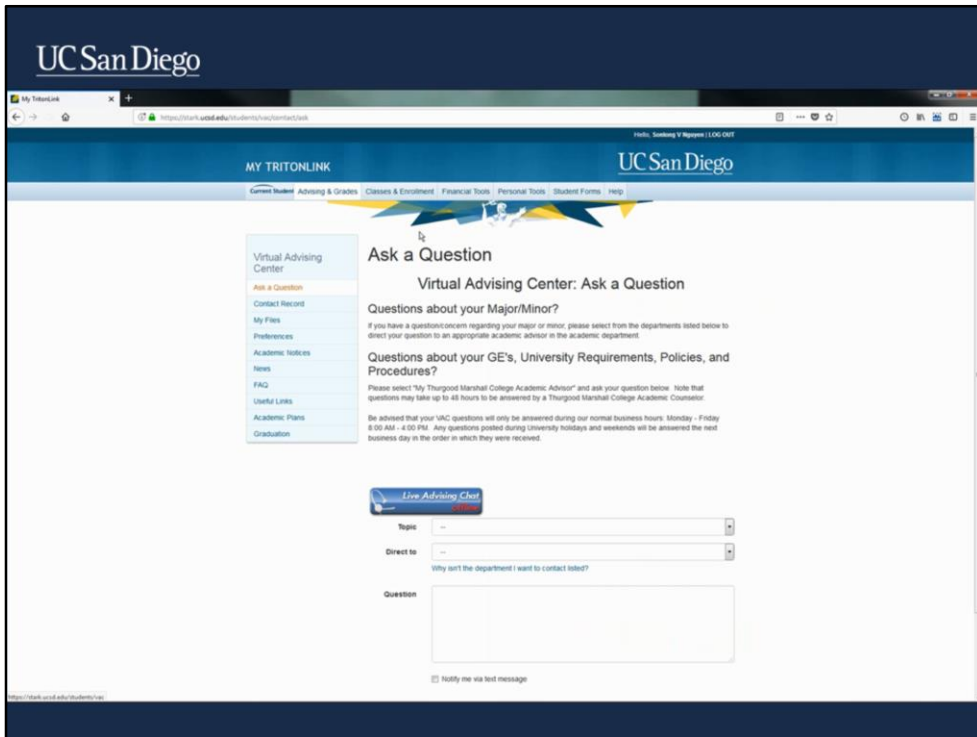 UC San Diego
My TritonLink
https://stark.ucsd.edu/students/vac/contact/ask
Hello, Sonkong V Nguyen | LOG OUT
MY TRITONLINK
UC San Diego
Current Student Advising & Grades Classes & Enrollment Financial Tools Personal Tools Student Forms Help
Virtual Advising
Center
Ask a Question
Contact Record
My Files
Preferences
Academic Notices
News
FAQ
Useful Links
Academic Plans
Graduation
Ask a Question
Virtual Advising Center: Ask a Question
Questions about your Major/Minor?
If you have a question/concern regarding your major or minor, please select from the departments listed below to
direct your question to an appropriate academic advisor in the academic department.
Questions about your GE's, University Requirements, Policies, and
Procedures?
Please select "My Thurgood Marshall College Academic Advisor" and ask your question below. Note that
questions may take up to 48 hours to be answered by a Thurgood Marshall College Academic Counselor.
Be advised that your VAC questions will only be answered during our normal business hours: Monday - Friday
8:00 AM - 4:00 PM. Any questions posted during University holidays and weekends will be answered the next
business day in the order in which they were received.
Live Advising Chat
offline
Topic --
Direct to --
Why isn't the department I want to contact listed?
Question
Notify me via text message
https://stark.ucsd.edu/students/vac